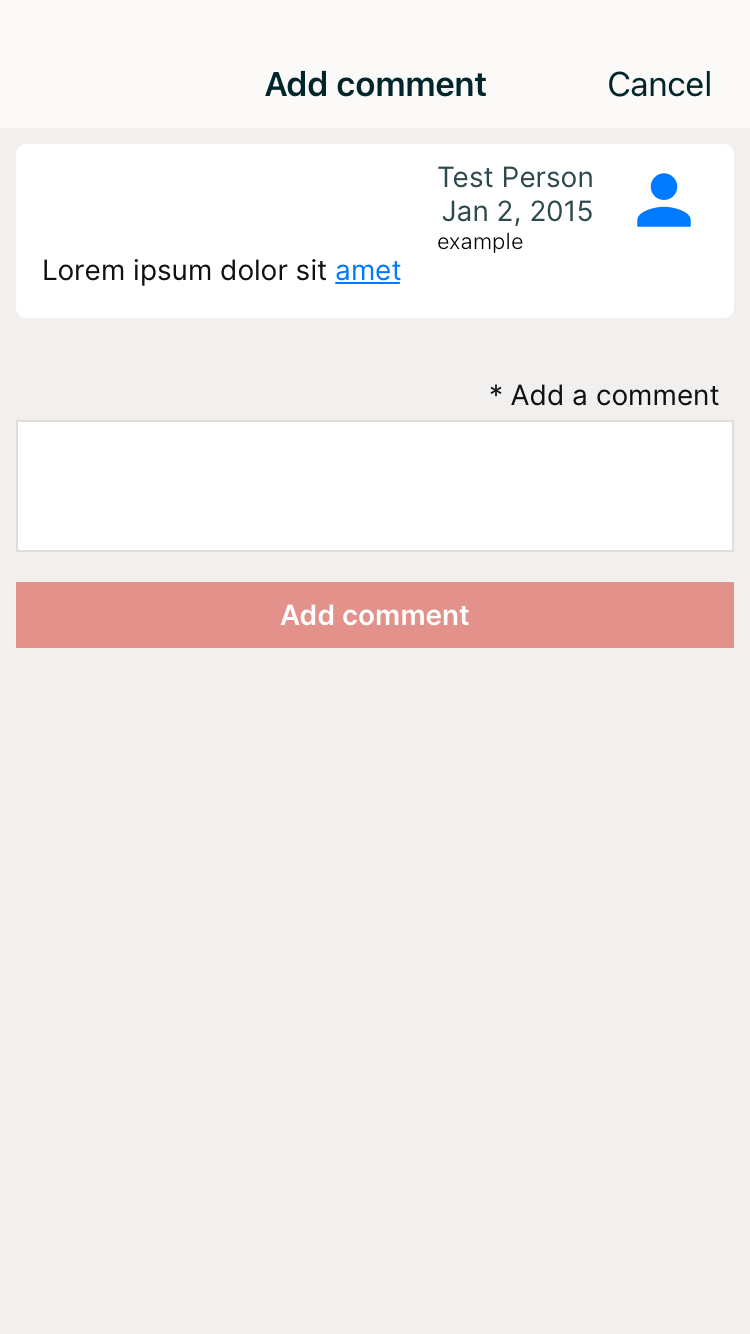 Add comment
Cancel
Test Person
Jan 2, 2015
example
Lorem ipsum dolor sit amet
* Add a comment
Add comment